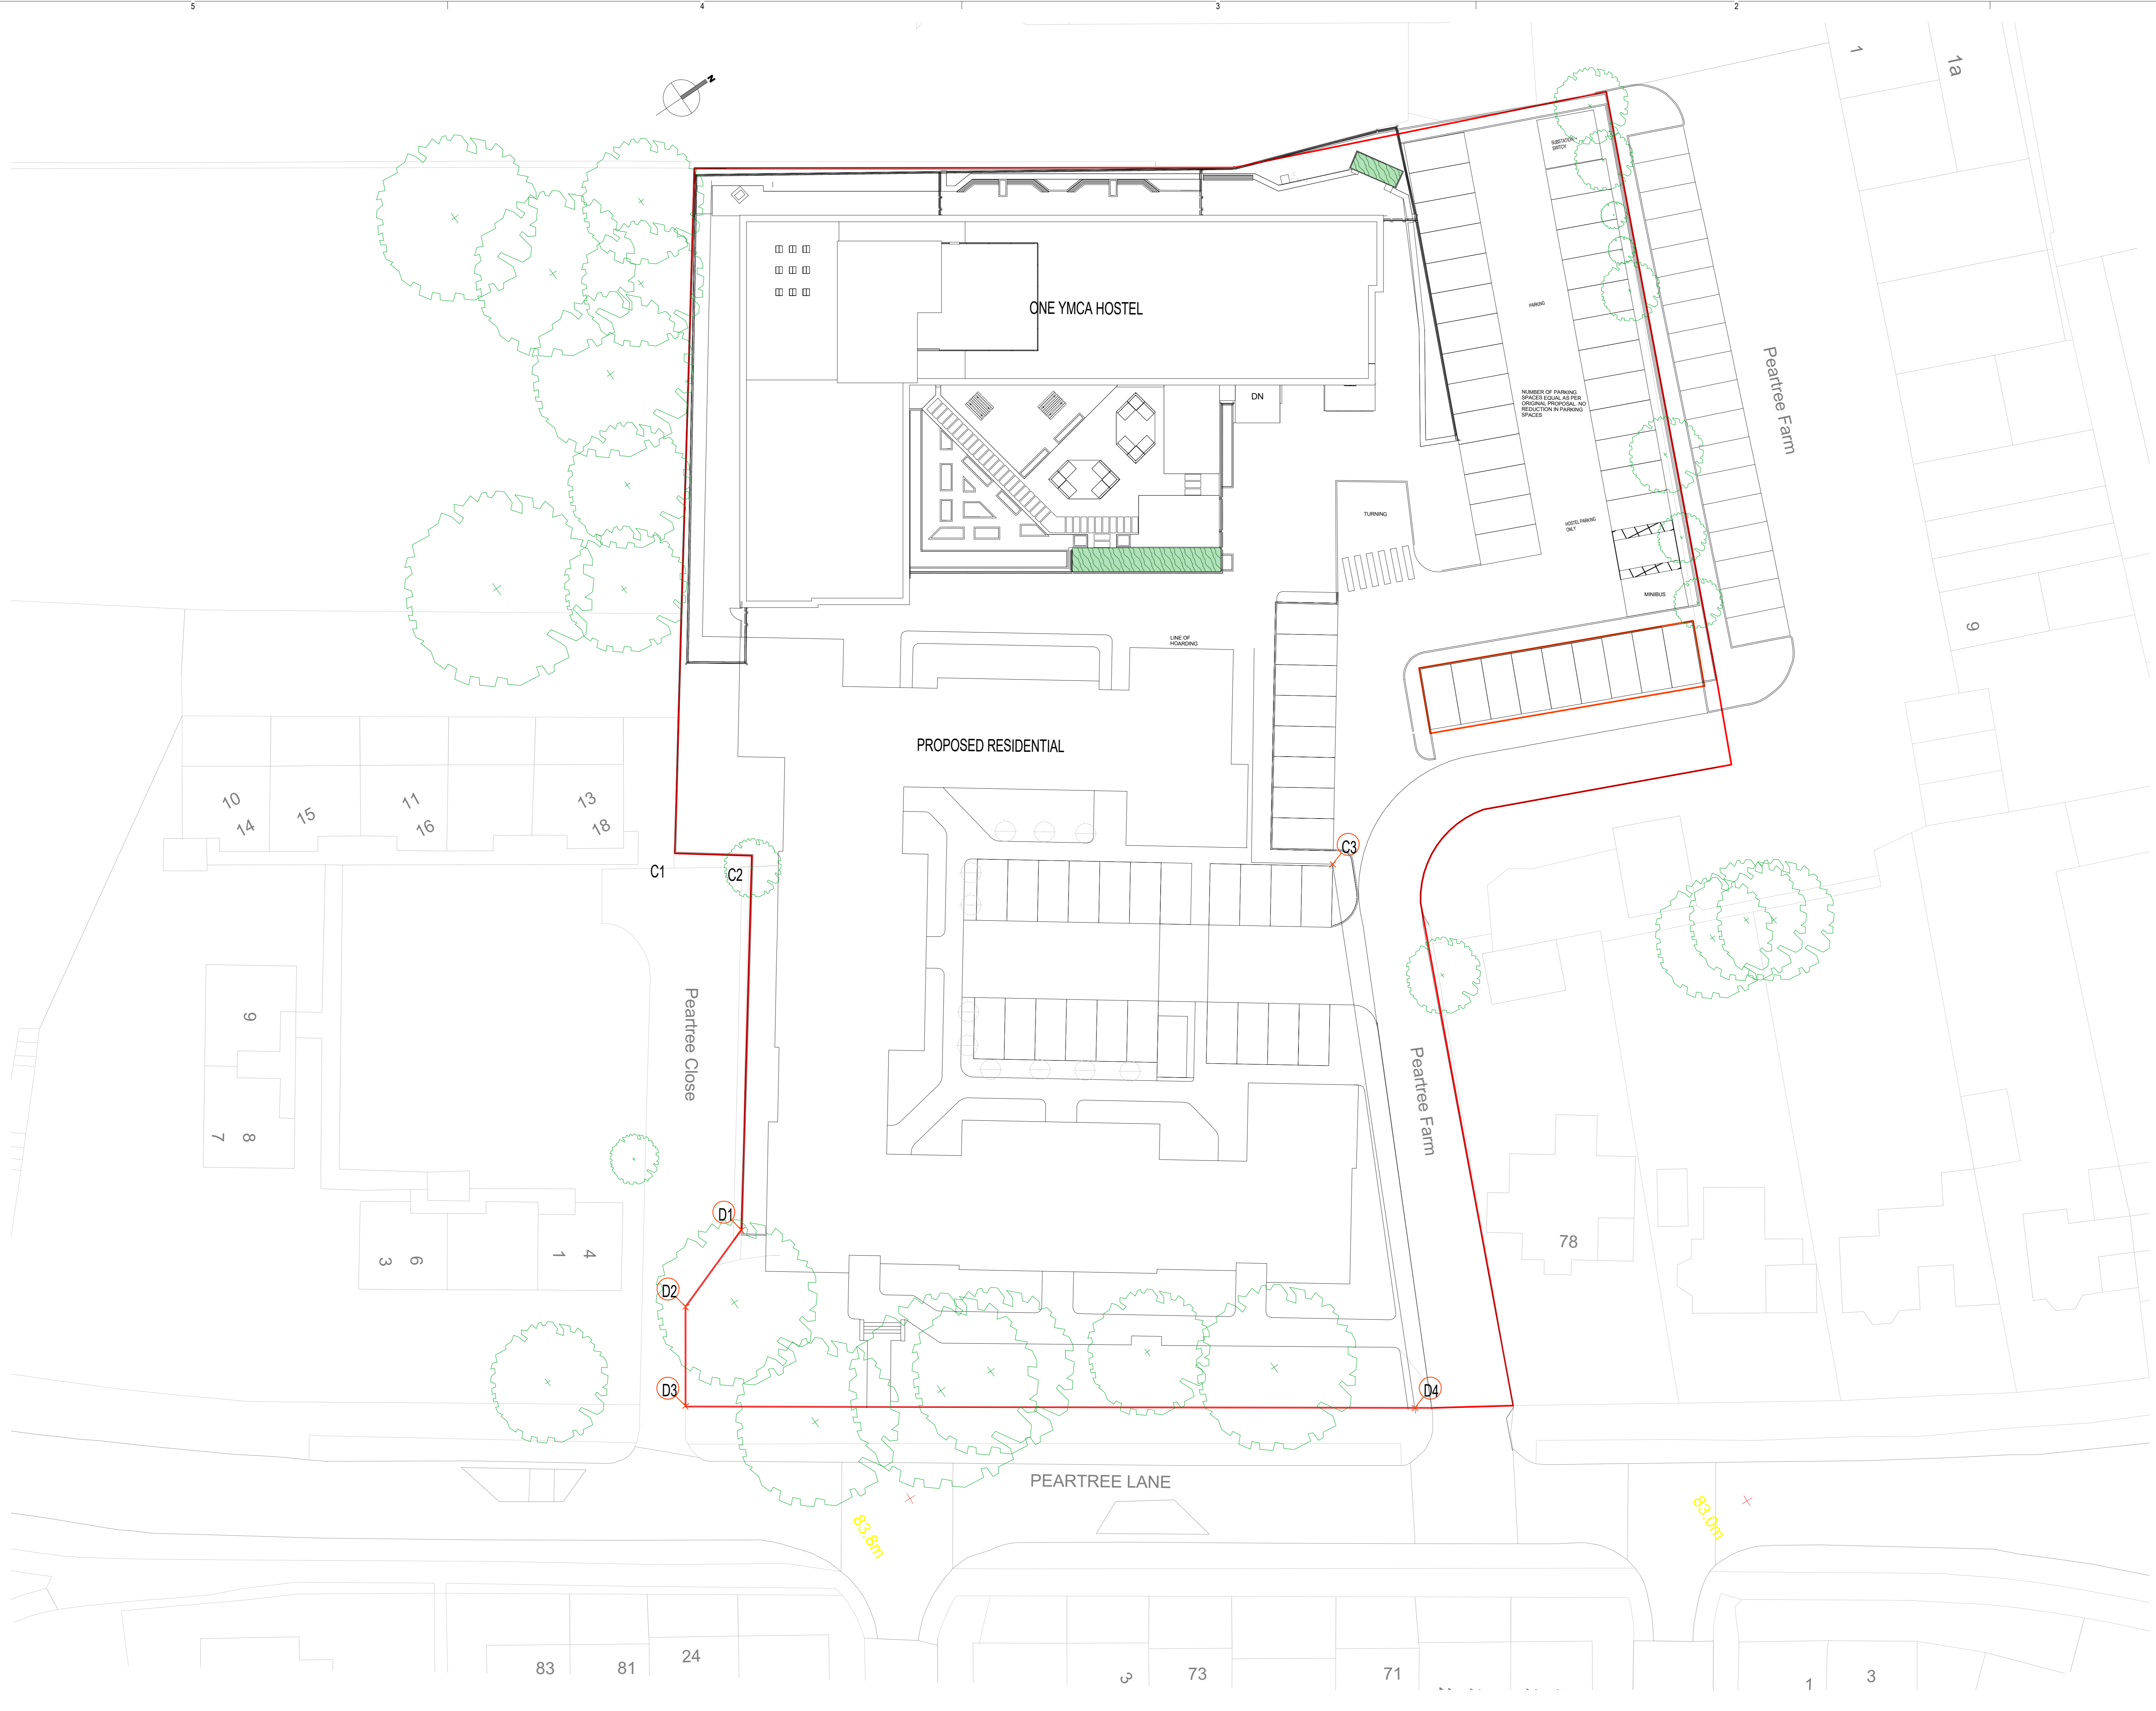 5
4
3
2
N
1
1a
SUBSTATION +
SWITCH
ONE YMCA HOSTEL
PARKING
Peartree Farm
DN
NUMBER OF PARKING
SPACES EQUAL AS PER
ORIGINAL PROPOSAL. NO
REDUCTION IN PARKING
SPACES
TURNING
HOSTEL PARKING
ONLY
MINIBUS
LINE OF
HOARDING
9
PROPOSED RESIDENTIAL
10
14
15
11
16
13
18
C1
C2
C3
9
Peartree Close
7
8
Peartree Farm
D1
3
6
1
4
78
D2
D3
D4
PEARTREE LANE
83.8m
83.0m
83
81
24
3
73
71
1
3